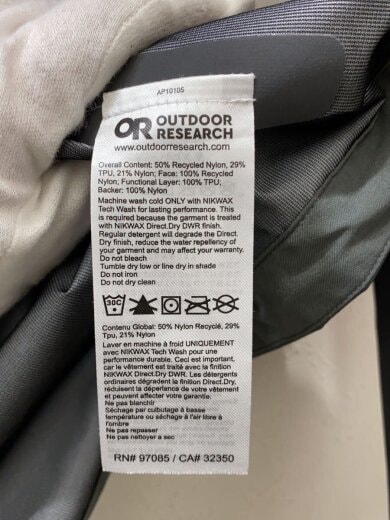 AP10105
OR OUTDOOR RESEARCH
www.outdoorresearch.com
Overall Content: 50% Recycled Nylon, 29%
TPU, 21% Nylon; Face: 100% Recycled
Nylon; Functional Layer: 100% TPU;
Backer: 100% Nylon
Machine wash cold ONLY with NIKWAX
Tech Wash for lasting performance. This
is required because the garment is treated
with NIKWAX Direct.Dry DWR finish.
Regular detergent will degrade the Direct.
Dry finish, reduce the water repellency of
your garment and may affect your warranty.
Do not bleach
Tumble dry low or line dry in shade
Do not iron
Do not dry clean
30C
Contenu Global: 50% Nylon Recyclé, 29%
Tpu, 21% Nylon
Laver en machine à froid UNIQUEMENT
avec NIKWAX Tech Wash pour une
performance durable. Ceci est important,
car le vêtement est traité avec la finition
NIKWAX Direct.Dry DWR. Les détergents
ordinaires dégradent la finition Direct.Dry,
réduisent la déperlance de votre vêtement
et peuvent affecter votre garantie.
Ne pas blanchir
Séchage par culbutage à basse
température ou séchage à l'air libre à
l'ombre
Ne pas repasser
Ne pas nettoyer a sec
RN# 97085 / CA# 32350